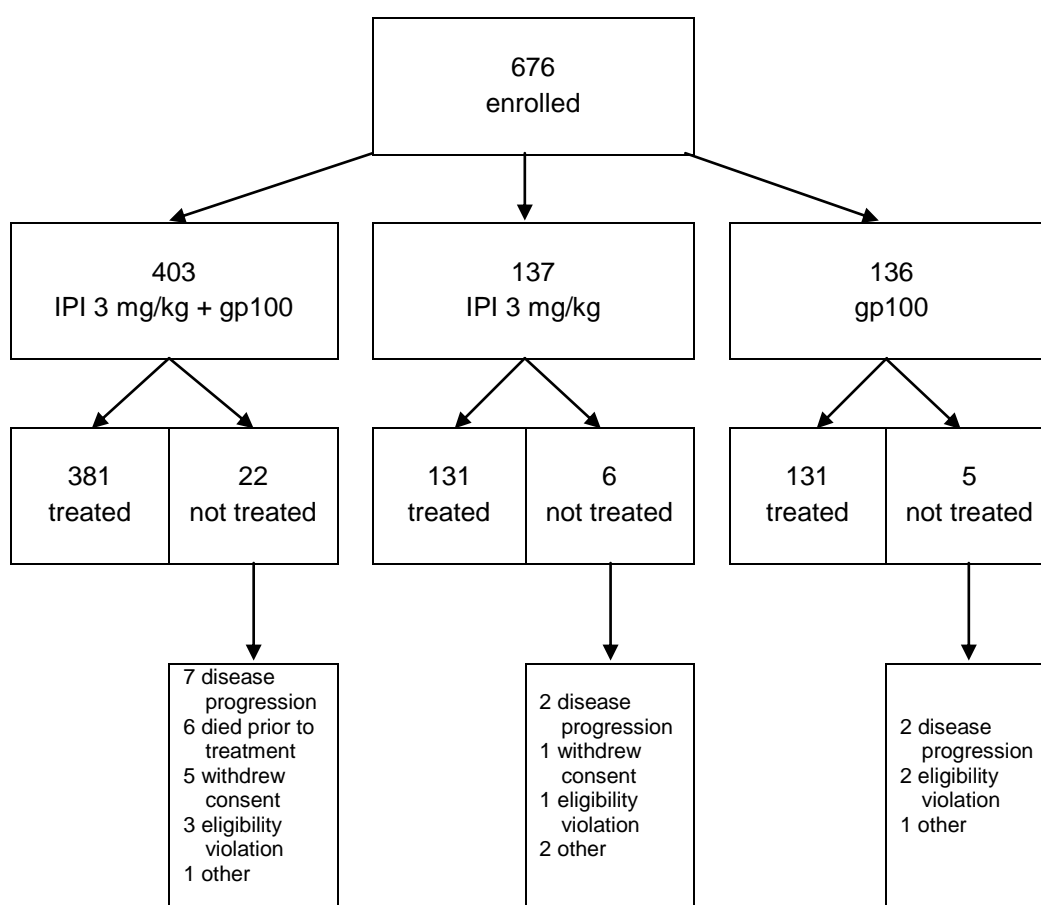 676
enrolled
403
IPI 3 mg/kg + gp100
137
IPI 3 mg/kg
136
gp100
381
treated
22
not treated
131
treated
6
not treated
131
treated
5
not treated
7 disease
progression
6 died prior to
treatment
5 withdrew
consent
3 eligibility
violation
1 other
2 disease
progression
1 withdrew
consent
1 eligibility
violation
2 other
2 disease
progression
2 eligibility
violation
1 other